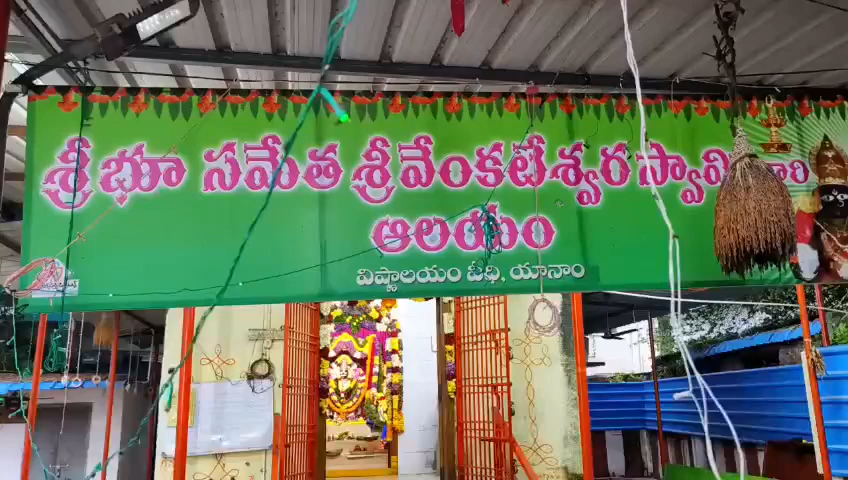 శ్రీ భూ సమేత శ్రీ వేంకటేశ్వర స్వామి వారి
ఆలయం
విష్ణాలయం వీధి, యానాం